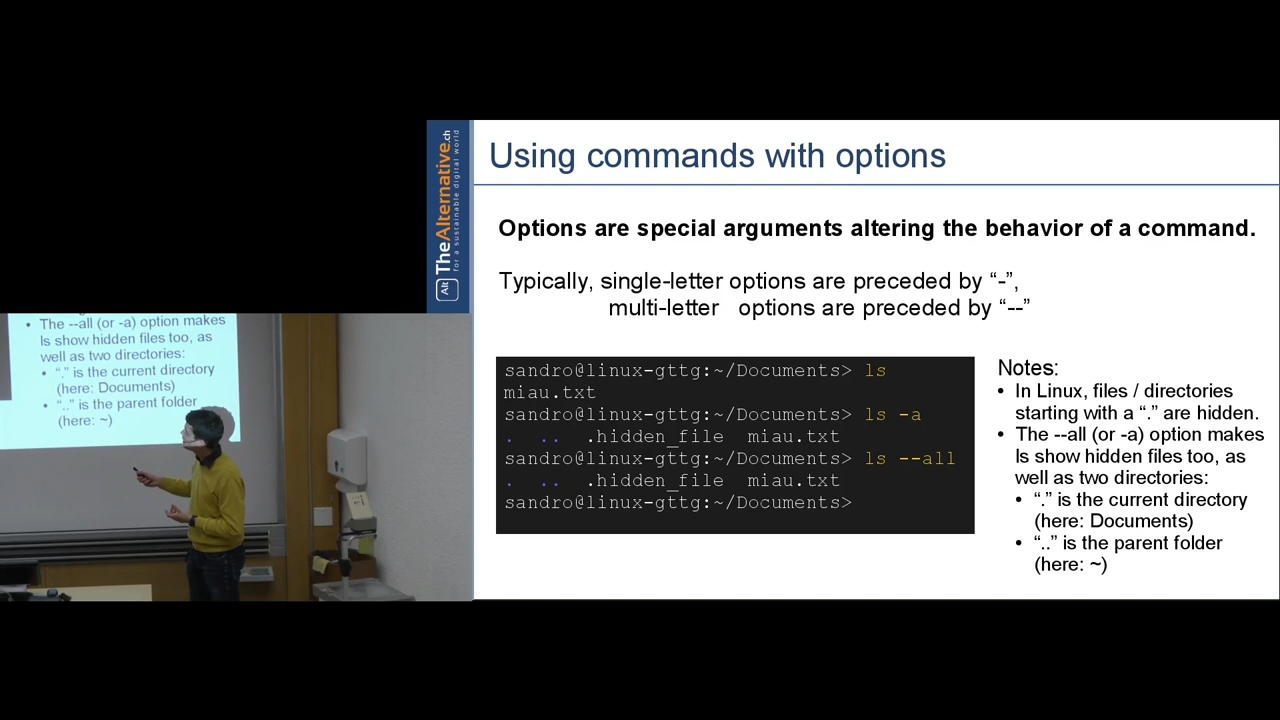 Alt TheAlternative.ch
for a sustainable digital world
Using commands with options
Options are special arguments altering the behavior of a command.
Typically, single-letter options are preceded by “-”,
multi-letter options are preceded by “--”
sandro@linux-gttg:~/Documents> ls
miau.txt
sandro@linux-gttg:~/Documents> ls -a
. .. .hidden_file miau.txt
sandro@linux-gttg:~/Documents> ls --all
. .. .hidden_file miau.txt
sandro@linux-gttg:~/Documents>
Notes:
• In Linux, files / directories
starting with a “.” are hidden.
• The --all (or -a) option makes
ls show hidden files too, as
well as two directories:
• “.” is the current directory
(here: Documents)
• “..” is the parent folder
(here: ~)
• The --all (or -a) option makes
ls show hidden files too, as
well as two directories:
• “.” is the current directory
(here: Documents)
• “..” is the parent folder
(here: ~)